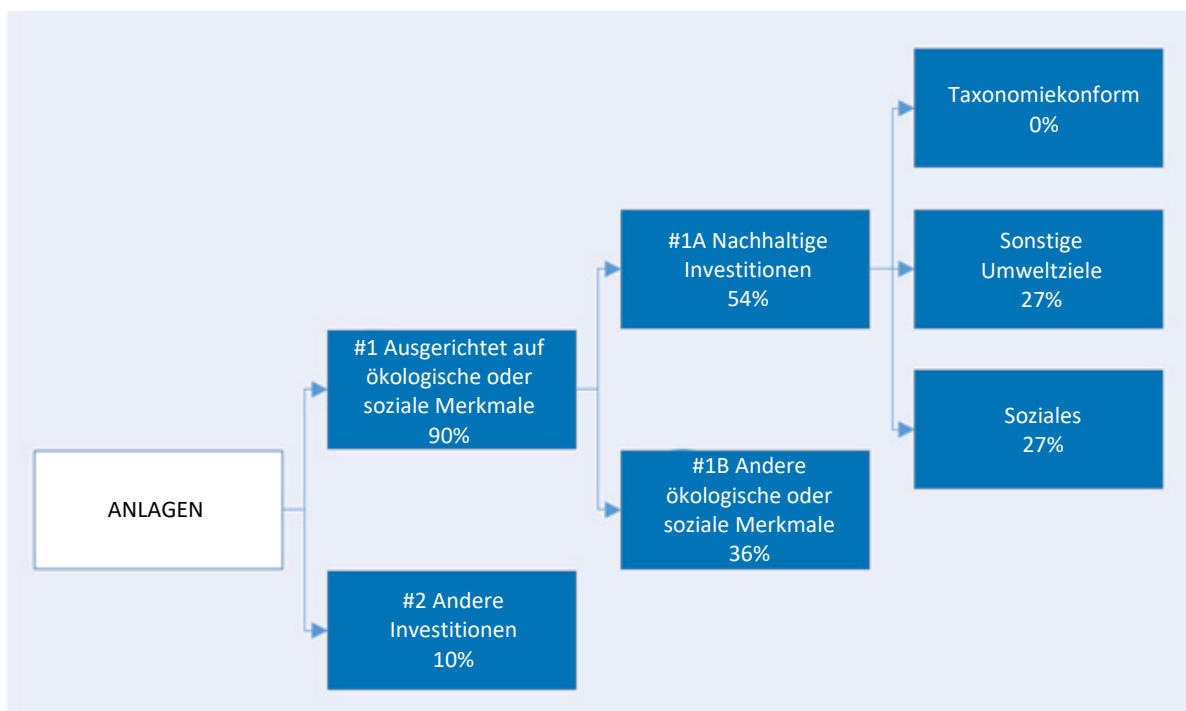 ANLAGEN
#1 Ausgerichtet auf
ökologische oder
soziale Merkmale
90%
#2 Andere
Investitionen
10%
#1A Nachhaltige
Investitionen
54%
#1B Andere
ökologische oder
soziale Merkmale
36%
Taxonomiekonform
0%
Sonstige
Umweltziele
27%
Soziales
27%